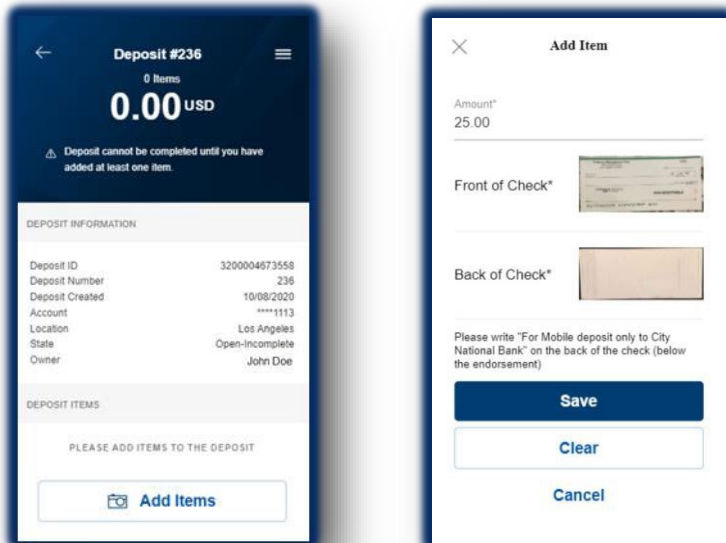 Deposit #236
0 Items
0.00 USD
Deposit cannot be completed until you have
added at least one item.
DEPOSIT INFORMATION
Deposit ID 3200004673558
Deposit Number 236
Deposit Created 10/08/2020
Account ****1113
Location Los Angeles
State Open-Incomplete
Owner John Doe
DEPOSIT ITEMS
PLEASE ADD ITEMS TO THE DEPOSIT
Add Items
Add Item
Amount*
25.00
Front of Check*
Back of Check*
Please write "For Mobile deposit only to City
National Bank" on the back of the check (below
the endorsement)
Save
Clear
Cancel